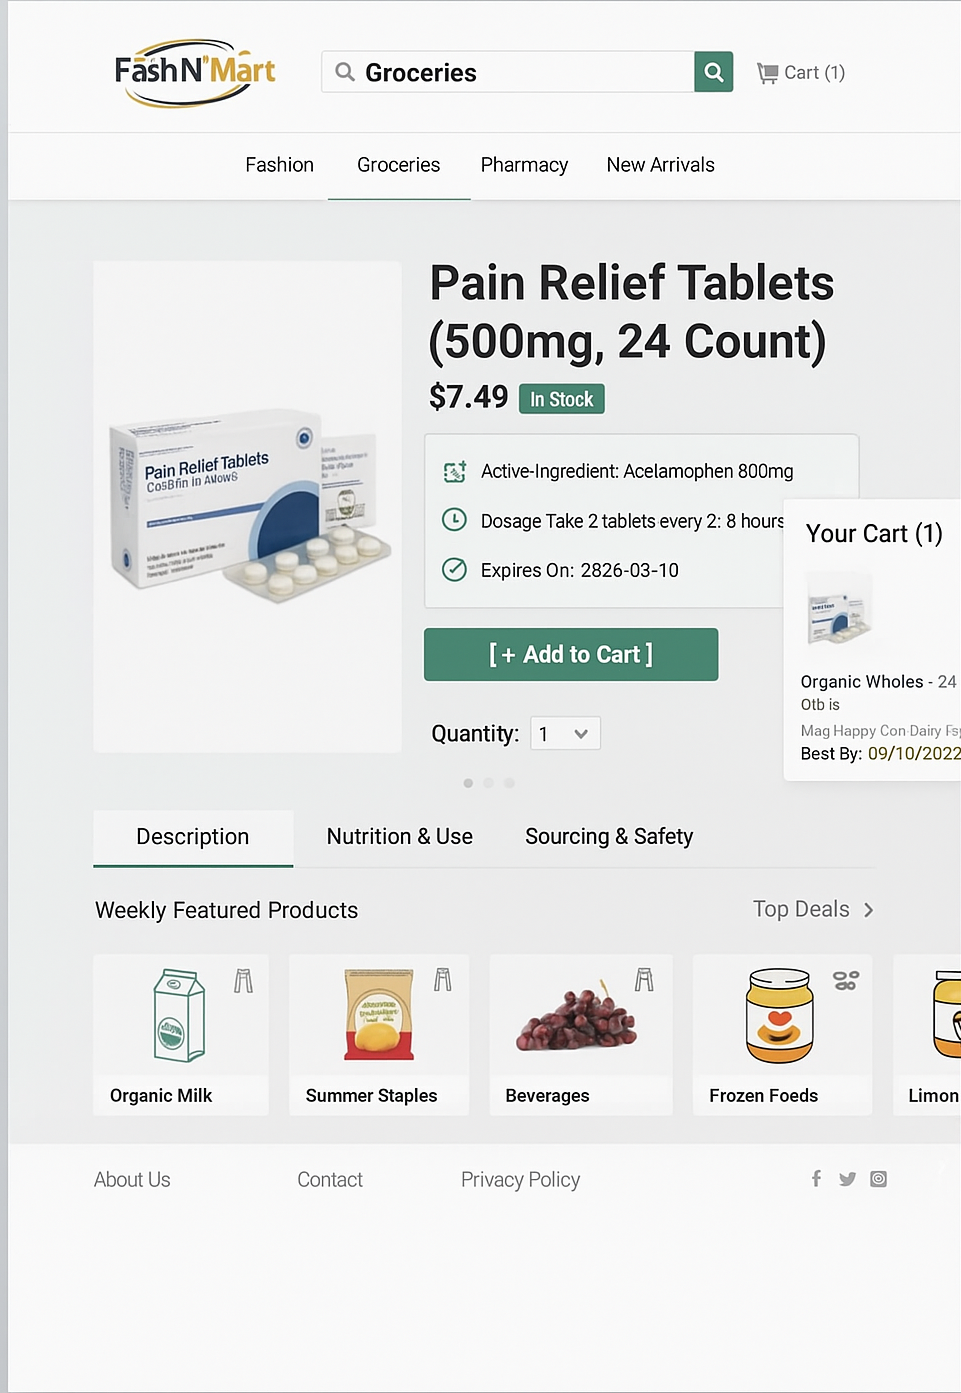 FashN'Mart
Groceries
Cart (1)
Fashion
Groceries
Pharmacy
New Arrivals
Pain Relief Tablets
(500mg, 24 Count)
$7.49
In Stock
Pain Relief Tablets
Active-Ingredient: Acelamophen 800mg
Dosage Take 2 tablets every 2: 8 hours
Expires On: 2826-03-10
[ + Add to Cart ]
Quantity:
1
Your Cart (1)
Organic Wholes - 24
Otb is
Mag Happy Con-Dairy
Best By: 09/10/2022
Description
Nutrition & Use
Sourcing & Safety
Weekly Featured Products
Top Deals
Organic Milk
Summer Staples
Beverages
Frozen Foeds
Limon
About Us
Contact
Privacy Policy